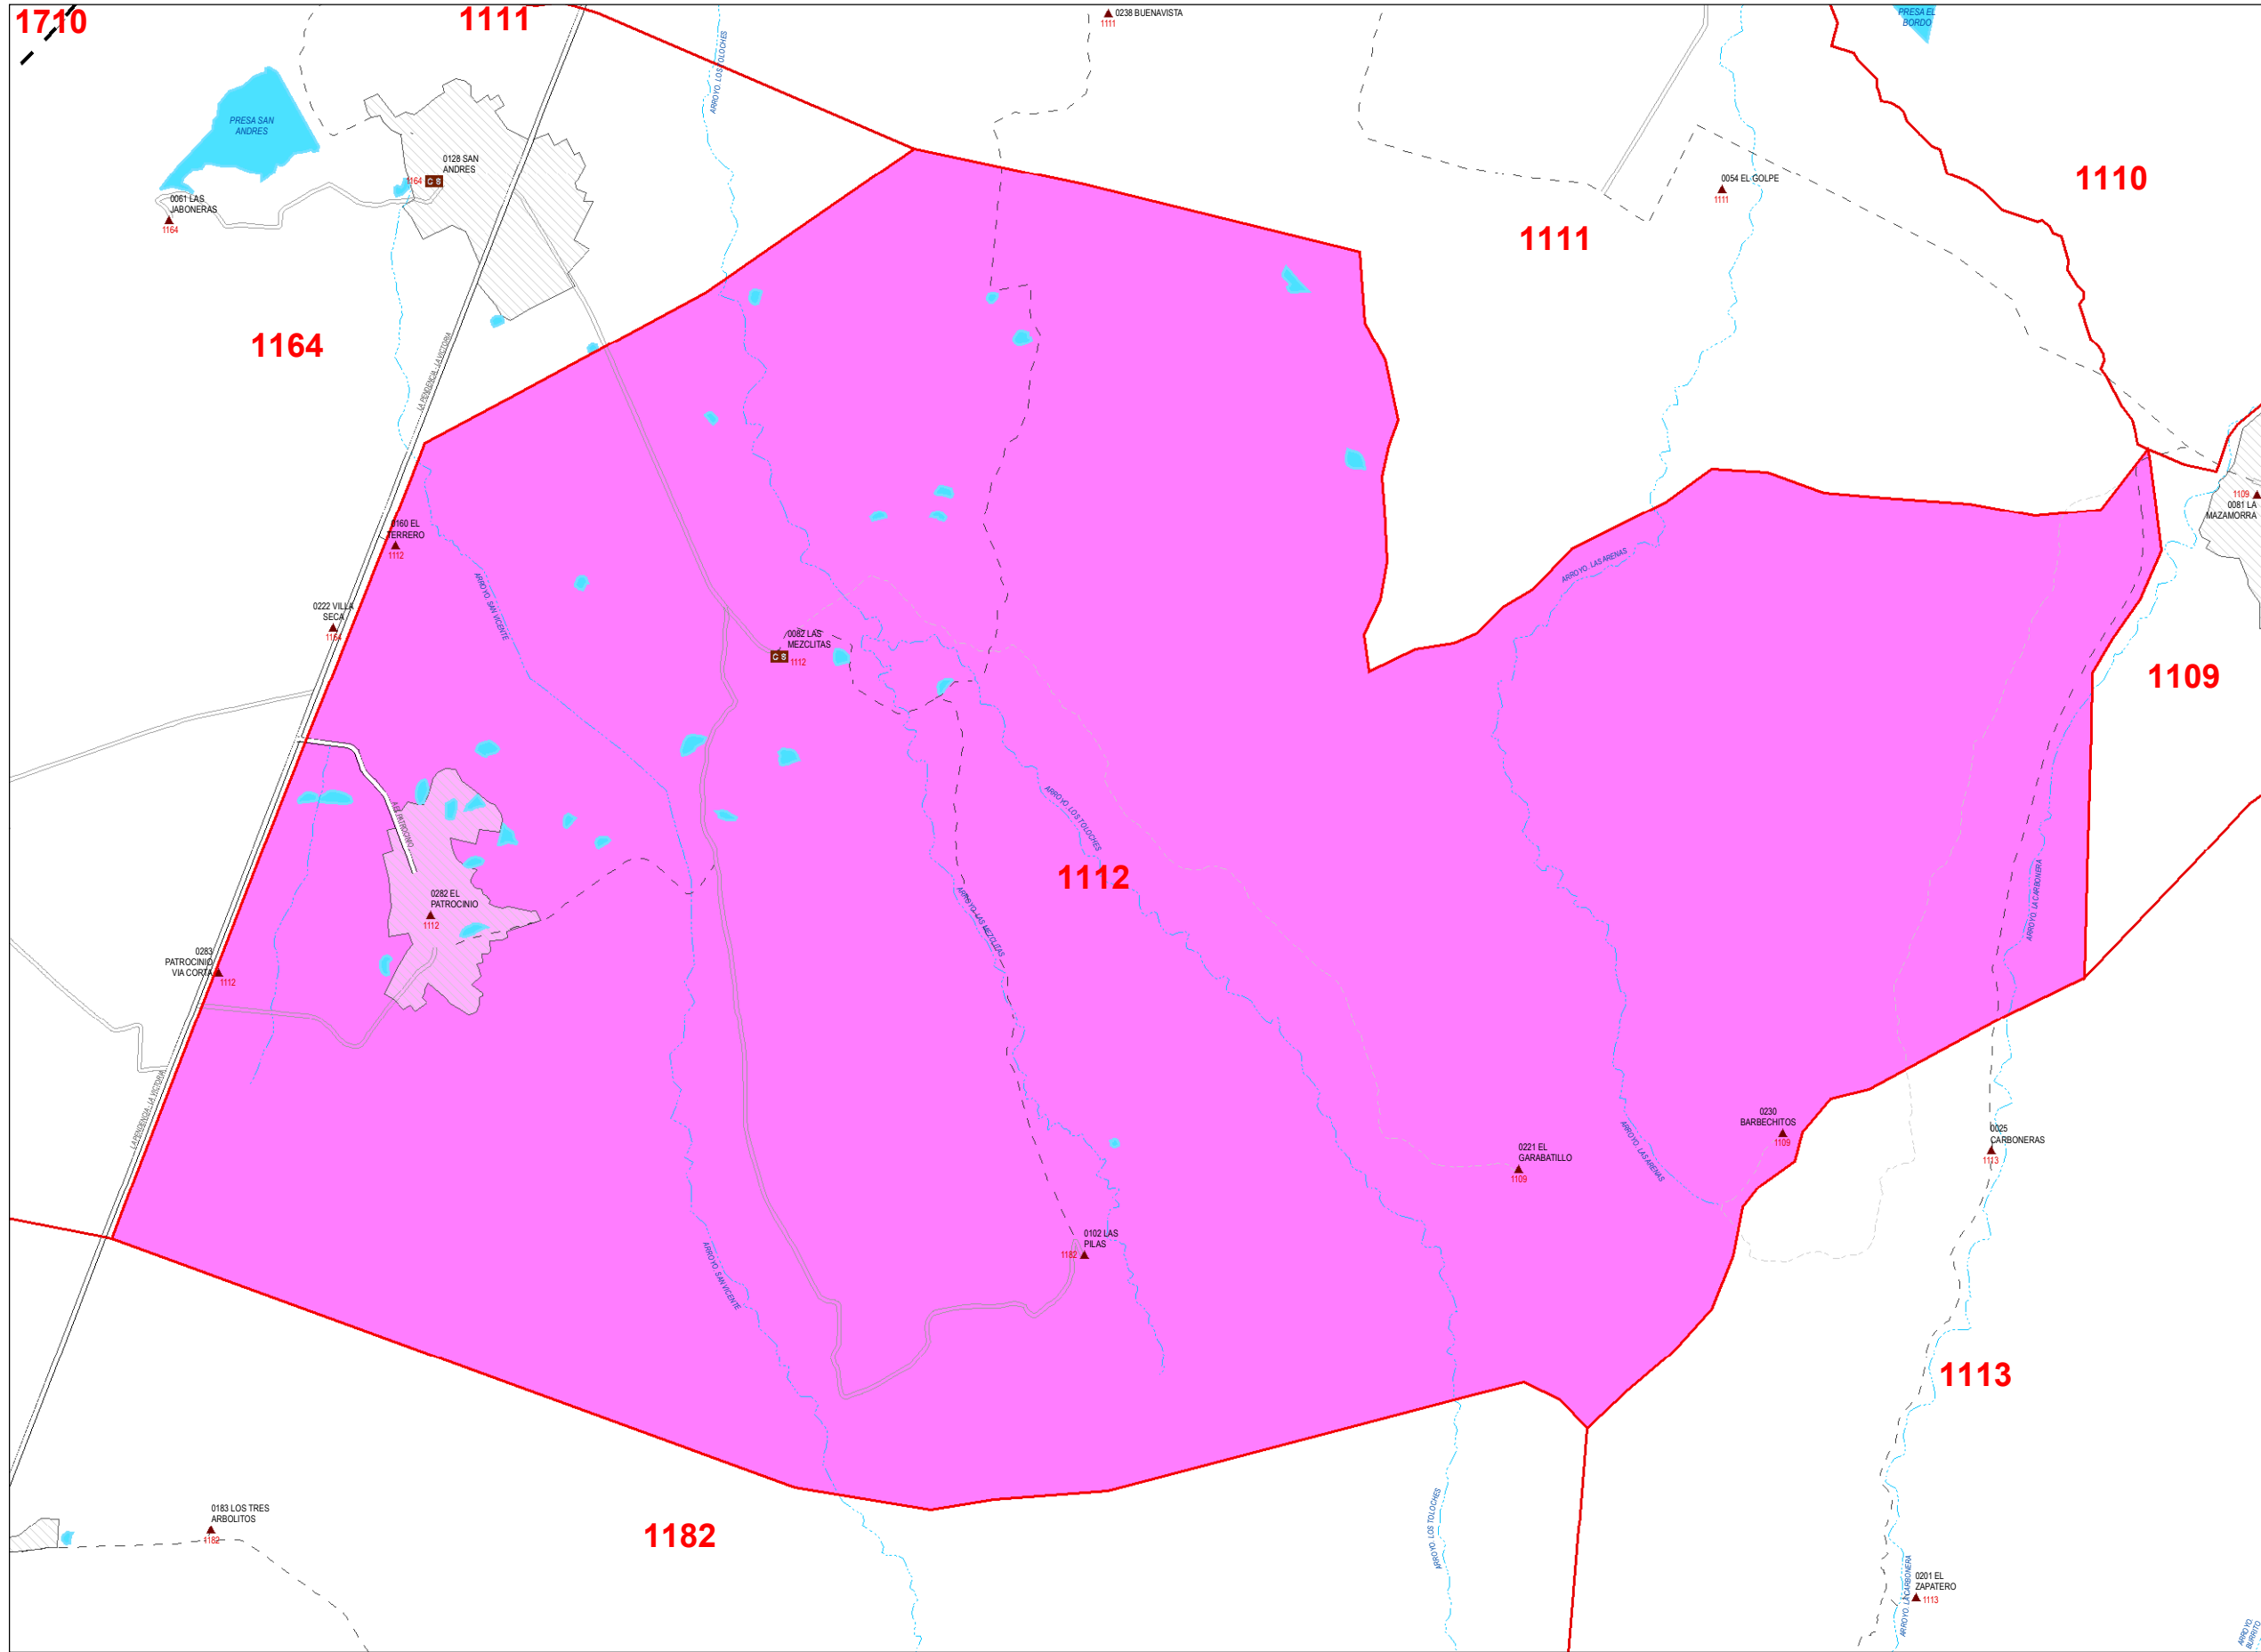 1710
1111
ARROYO. LOS TOLOCHES
0238 BUENAVISTA
1111
PRESA EL
BORDO
PRESA SAN
ANDRES
0128 SAN
ANDRES
1164
C S
0061 LAS
JABONERAS
1164
0054 EL GOLPE
1111
1110
1111
1164
LA PENDENCIA - LA VICTORIA
0160 EL
TERRERO
1112
1109
0081 LA
MAZAMORRA
ARROYO. SAN VICENTE
ARROYO. LAS ARENAS
0222 VILLA
SECA
1164
0082 LAS
MEZCLITAS
C S
1112
1109
A EL PATROCINIO
ARROYO. LOS TOLOCHES
1112
0282 EL
PATROCINIO
1112
ARROYO. LAS MEZCLITAS
ARROYO. LA CARBONERA
0283
PATROCINIO
VIA CORTA
1112
LA PENDENCIA - LA VICTORIA
0230
BARBECHITOS
1109
0025
CARBONERAS
1113
0221 EL
GARABATILLO
1109
ARROYO. LAS ARENAS
0102 LAS
PILAS
1182
ARROYO. SAN VICENTE
1113
0183 LOS TRES
ARBOLITOS
1182
1182
ARROYO. LOS TOLOCHES
0201 EL
ZAPATERO
1113
ARROYO. LA CARBONERA
ARROYO.
BURRITO